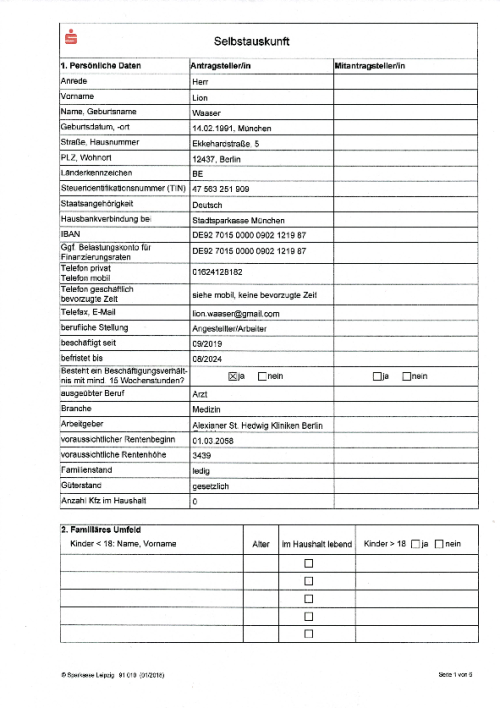 Selbstauskunft
1. Persönliche Daten Antragsteller/in Mitantragsteller/in
Anrede Herr
Vorname Lion
Name, Geburtsname Waaser
Geburtsdatum, -ort 14.02.1991, München
Straße, Hausnummer Ekkehardstraße 5
PLZ, Wohnort 12437, Berlin
Länderkennzeichen BE
Steueridentifikationsnummer (TIN) 47 563 251 909
Staatsangehörigkeit Deutsch
Hausbankverbindung bei Stadtsparkasse München
IBAN DE92 7015 0000 0902 1219 87
Ggf. Belastungskonto für
Finanzierungsraten DE92 7015 0000 0902 1219 87
Telefon privat
Telefon mobil 01624128182
Telefon geschäftlich
bevorzugte Zeit siehe mobil, keine bevorzugte Zeit
Telefax, E-Mail lion.waaser@gmail.com
berufliche Stellung Angestellter/Arbeiter
beschäftigt seit 09/2019
befristet bis 08/2024
Besteht ein Beschäftigungsverhält-
nis mit mind. 15 Wochenstunden? ja nein ja nein
ausgeübter Beruf Arzt
Branche Medizin
Arbeitgeber Alexianer St. Hedwig Kliniken Berlin
voraussichtlicher Rentenbeginn 01.03.2058
voraussichtliche Rentenhöhe 3439
Familienstand ledig
Güterstand gesetzlich
Anzahl Kfz im Haushalt 0
2. Familiäres Umfeld
Kinder < 18: Name, Vorname Alter im Haushalt lebend Kinder > 18 ja nein
© Sparkasse Leipzig 91 019 (01/2018) Seite 1 von 6